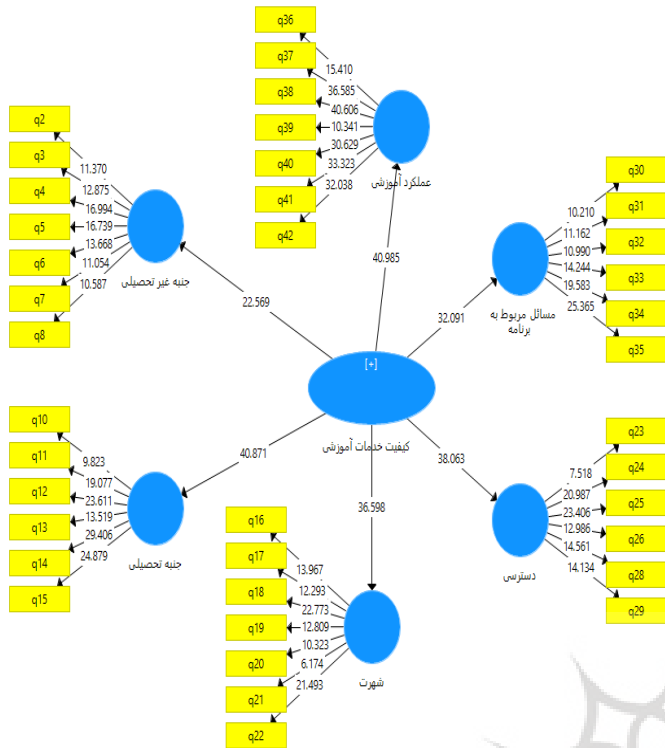 q36
q37
q38
q39
q40
q41
q42
15.410
36.585
40.606
10.341
30.629
33.323
32.038
عملکرد آموزشی
40.985
q2
q3
q4
q5
q6
q7
q8
11.370
12.875
16.994
16.739
13.668
11.054
10.587
جنبه غیر تحصیلی
22.569
q30
q31
q32
q33
q34
q35
10.210
11.162
10.990
14.244
19.583
25.365
مسائل مربوط به
برنامه
32.091
[+]
کیفیت خدمات آموزشی
q10
q11
q12
q13
q14
q15
9.823
19.077
23.611
13.519
29.406
24.879
جنبه تحصیلی
40.871
q16
q17
q18
q19
q20
q21
q22
13.967
12.293
22.773
12.809
10.323
6.174
21.493
شهرت
36.598
q23
q24
q25
q26
q28
q29
7.518
20.987
23.406
12.986
14.561
14.134
دسترسی
38.063